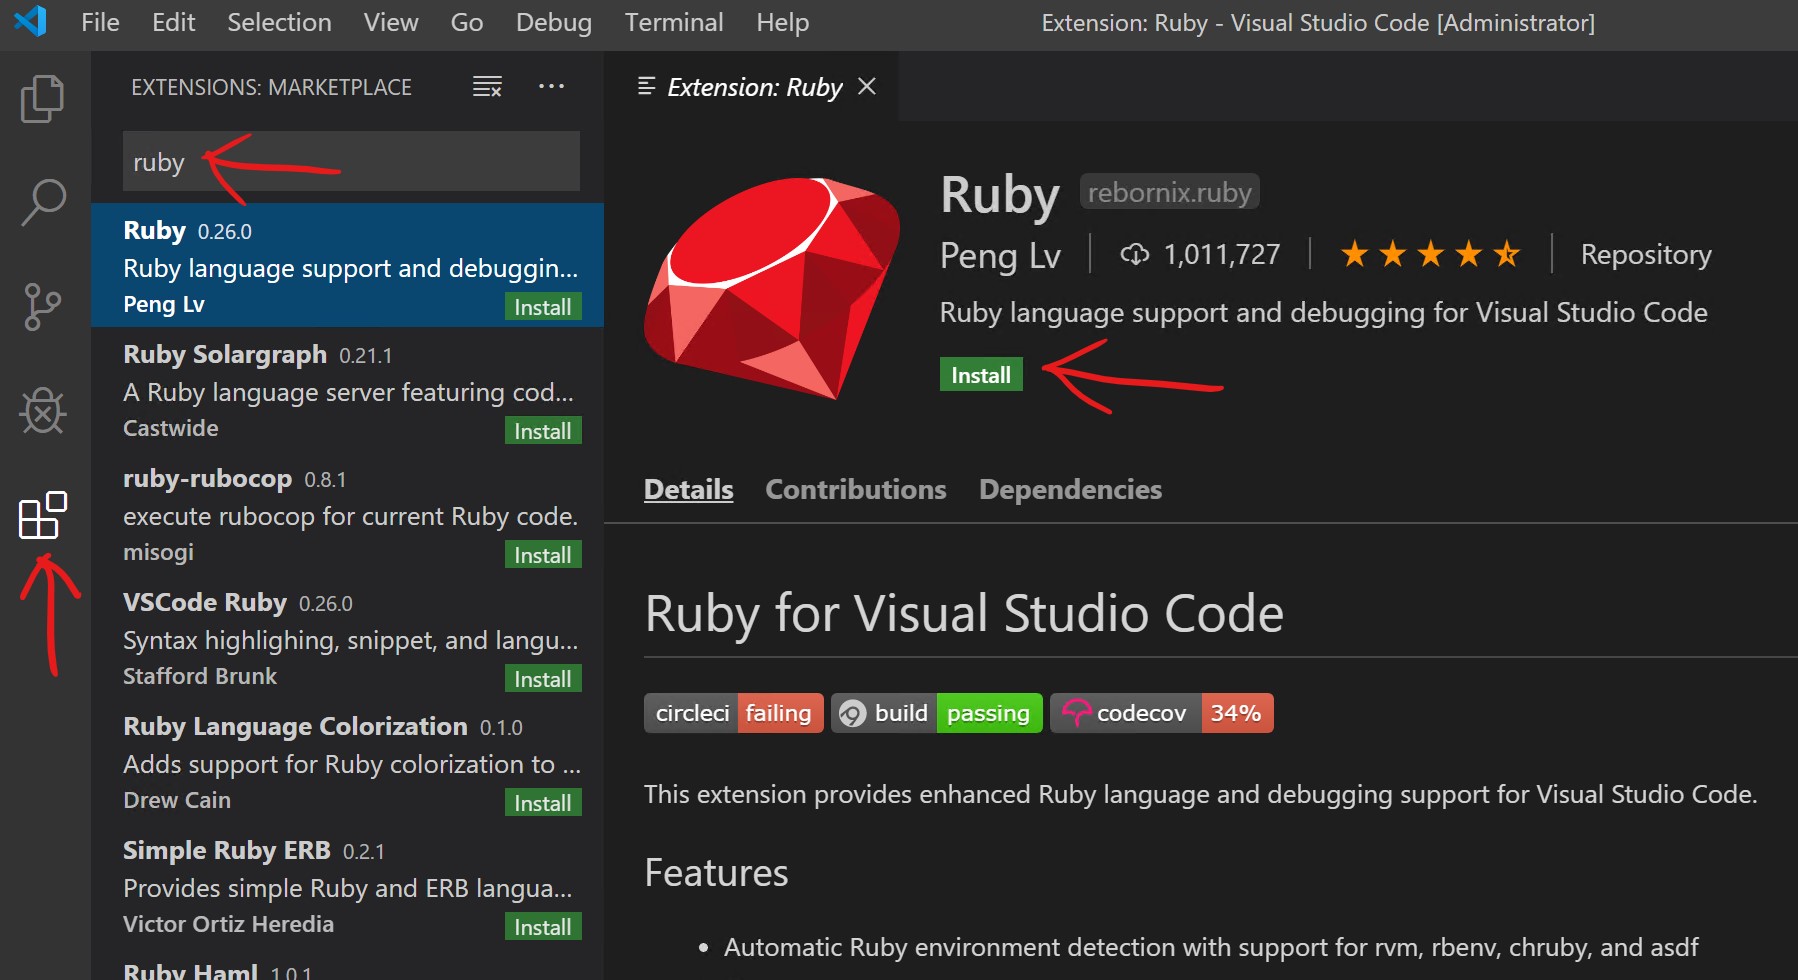 File Edit Selection View Go Debug Terminal Help Extension: Ruby - Visual Studio Code [Administrator]
EXTENSIONS: MARKETPLACE
ruby
Ruby 0.26.0
Ruby language support and debuggin...
Peng Lv Install
Ruby Solargraph 0.21.1
A Ruby language server featuring cod...
Castwide Install
ruby-rubocop 0.8.1
execute rubocop for current Ruby code.
misogi Install
VSCode Ruby 0.26.0
Syntax highlighing, snippet, and langu...
Stafford Brunk Install
Ruby Language Colorization 0.1.0
Adds support for Ruby colorization to ...
Drew Cain Install
Simple Ruby ERB 0.2.1
Provides simple Ruby and ERB langua...
Victor Ortiz Heredia Install
Ruby Haml 1.0.1
Extension: Ruby
Ruby rebornix.ruby
Peng Lv 1,011,727 Repository
Ruby language support and debugging for Visual Studio Code
Install
Details Contributions Dependencies
Ruby for Visual Studio Code
circleci failing build passing codecov 34%
This extension provides enhanced Ruby language and debugging support for Visual Studio Code.
Features
• Automatic Ruby environment detection with support for rvm, rbenv, chruby, and asdf